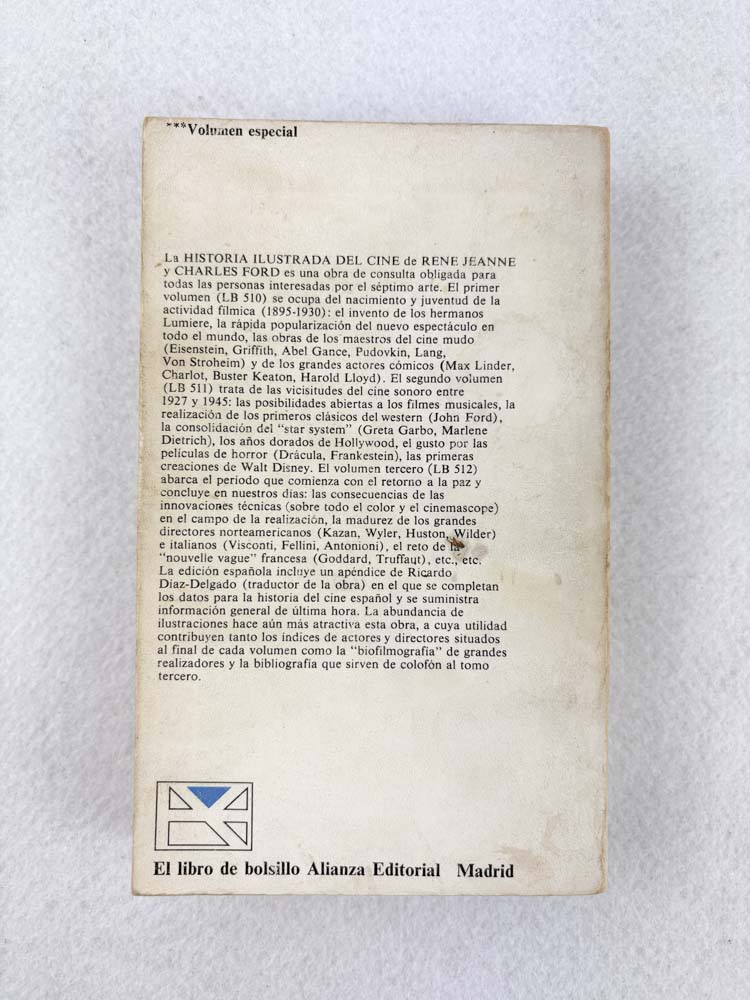 ***Volumen especial
La HISTORIA ILUSTRADA DEL CINE de RENE JEANNE
y CHARLES FORD es una obra de consulta obligada para
todas las personas interesadas por el séptimo arte. El primer
volumen (LB 510) se ocupa del nacimiento y juventud de la
actividad fílmica (1895-1930): el invento de los hermanos
Lumiere, la rápida popularización del nuevo espectáculo en
todo el mundo, las obras de los maestros del cine mudo
(Eisenstein, Griffith, Abel Gance, Pudovkin, Lang,
Von Stroheim) y de los grandes actores cómicos (Max Linder,
Charlot, Buster Keaton, Harold Lloyd). El segundo volumen
(LB 511) trata de las vicisitudes del cine sonoro entre
1927 y 1945: las posibilidades abiertas a los filmes musicales, la
realización de los primeros clásicos del western (John Ford),
la consolidación del "star system" (Greta Garbo, Marlene
Dietrich), los años dorados de Hollywood, el gusto por las
películas de horror (Drácula, Frankestein), las primeras
creaciones de Walt Disney. El volumen tercero (LB 512)
abarca el periodo que comienza con el retorno a la paz y
concluye en nuestros días: las consecuencias de las
innovaciones técnicas (sobre todo el color y el cinemascope)
en el campo de la realización, la madurez de los grandes
directores norteamericanos (Kazan, Wyler, Huston, Wilder)
e italianos (Visconti, Fellini, Antonioni), el reto de la
"nouvelle vague" francesa (Goddard, Truffaut), etc., etc.
La edición española incluye un apéndice de Ricardo
Díaz-Delgado (traductor de la obra) en el que se completan
los datos para la historia del cine español y se suministra
información general de última hora. La abundancia de
ilustraciones hace aún más atractiva esta obra, a cuya utilidad
contribuyen tanto los índices de actores y directores situados
al final de cada volumen como la "biofilmografía" de grandes
realizadores y la bibliografía que sirven de colofón al tomo
tercero.
El libro de bolsillo Alianza Editorial Madrid